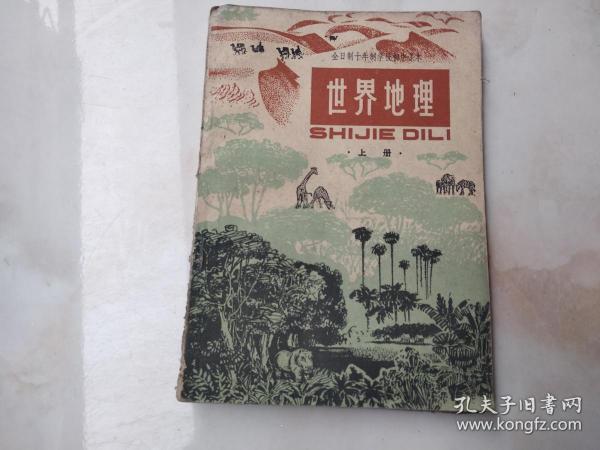 全日制十年制学校初中课本
世界地理
SHIJIE DILI
·上册·
孔夫子旧书网
www.kongfz.com